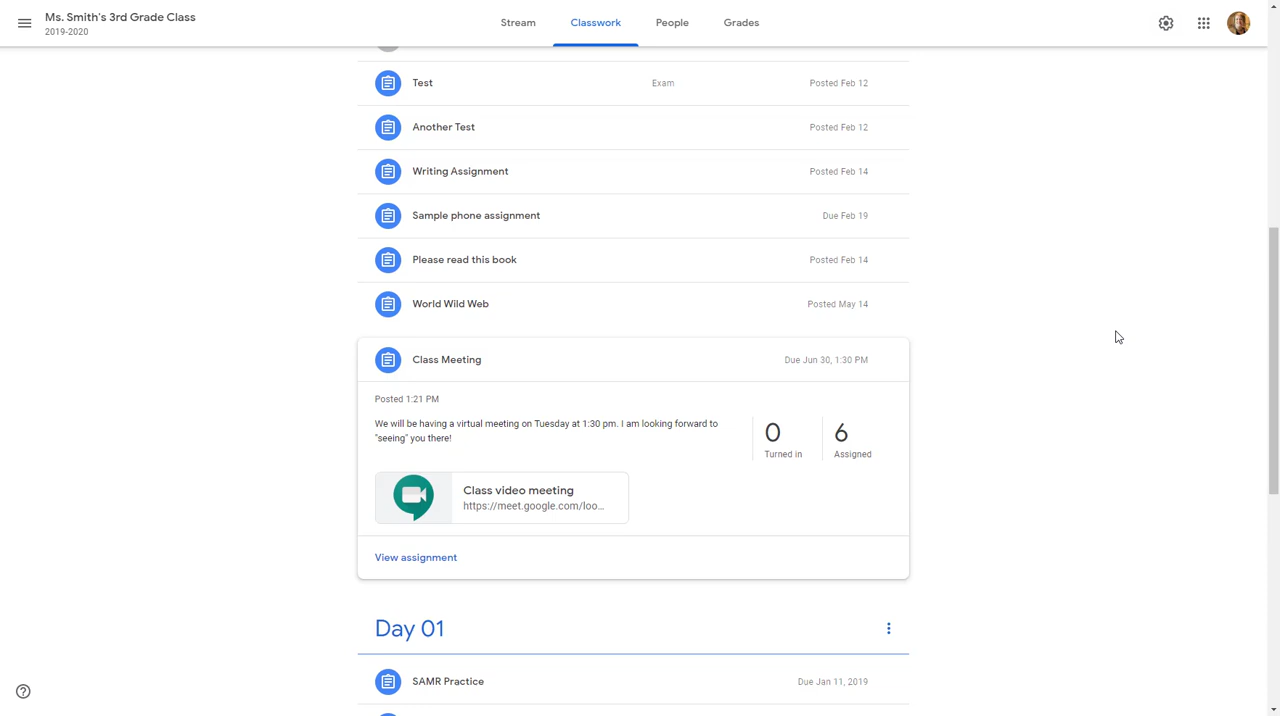 Ms. Smith's 3rd Grade Class
2019-2020
Stream
Classwork
People
Grades
Test
Exam
Posted Feb 12
Another Test
Posted Feb 12
Writing Assignment
Posted Feb 14
Sample phone assignment
Due Feb 19
Please read this book
Posted Feb 14
World Wild Web
Posted May 14
Class Meeting
Due Jun 30, 1:30 PM
Posted 1:21 PM
We will be having a virtual meeting on Tuesday at 1:30 pm. I am looking forward to
"seeing" you there!
0
Turned in
6
Assigned
Class video meeting
https://meet.google.com/loo...
View assignment
Day 01
SAMR Practice
Due Jan 11, 2019